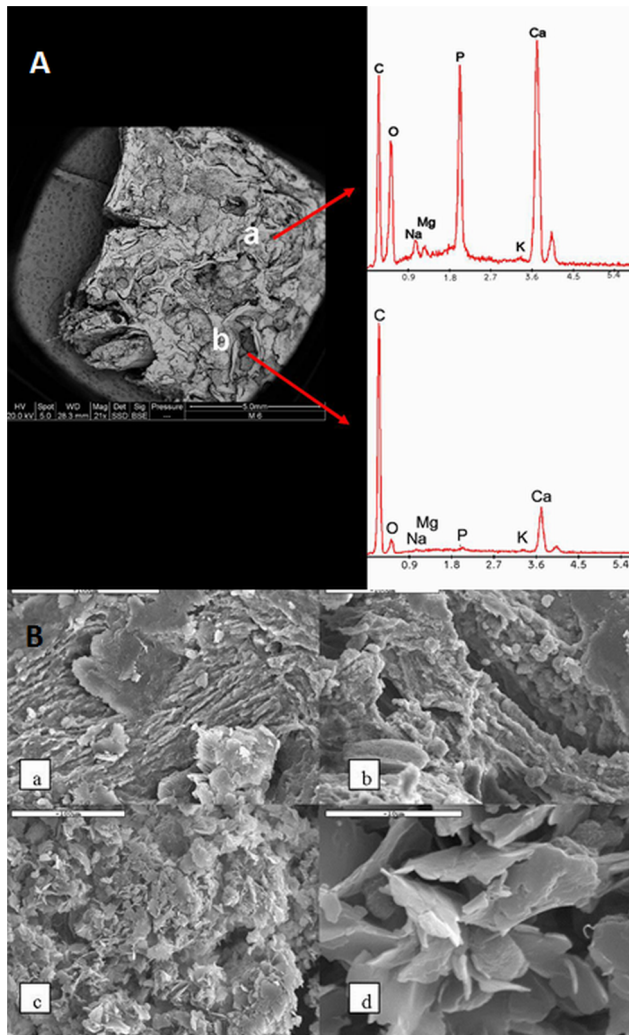 A
a
b
HV Spot WD Mag Det Sig Pressure 5.0mm
20.0 kV 5.0 28.3 mm 21x SSD BSE --- M 6
C O Na Mg P K Ca
0.9 1.8 2.7 3.6 4.5 5.4
C O Na Mg P K Ca
0.9 1.8 2.7 3.6 4.5 5.4
B
a
b
c
d